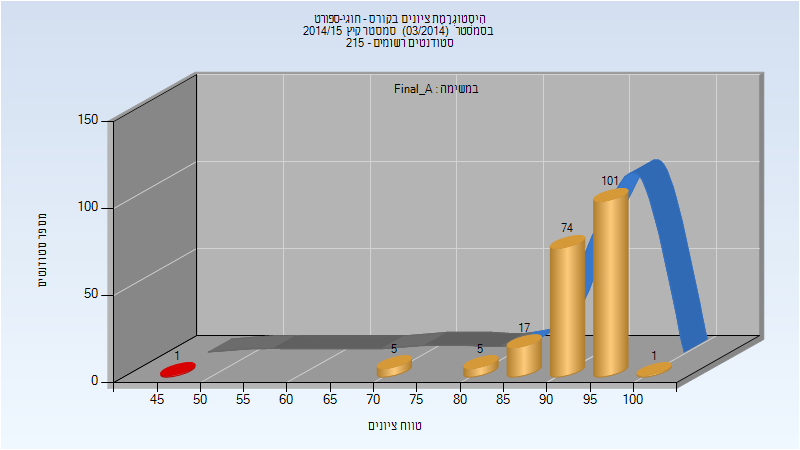 היסטוגרמת ציונים בקורס - חוגי-ספורט
בסמסטר (03/2014) סמסטר קיץ 2014/15
סטודנטים רשומים - 215
במשימה : Final_A
מספר סטודנטים
150
100
50
0
1
5
5
17
74
101
1
45 50 55 60 65 70 75 80 85 90 95 100
טווח ציונים